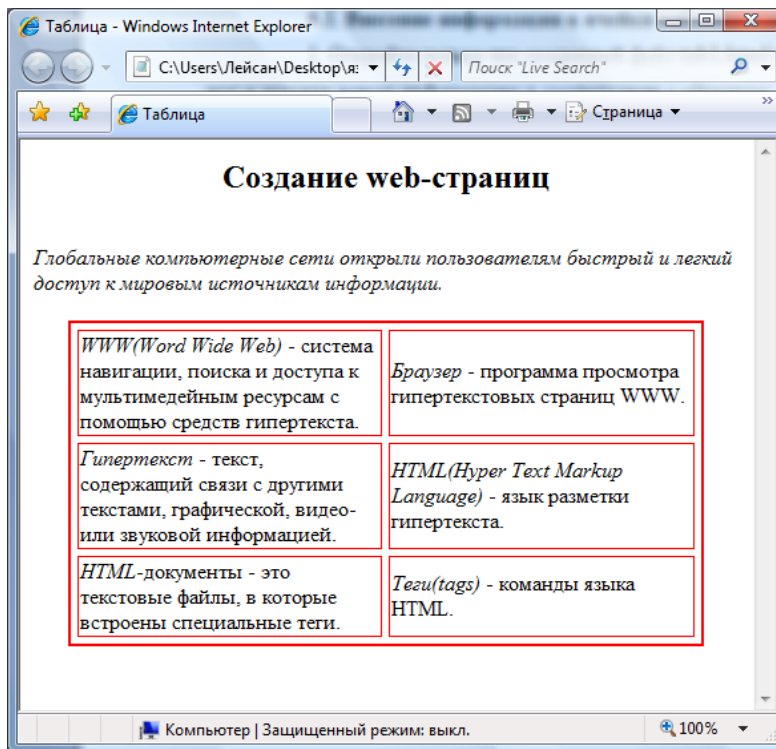 Таблица - Windows Internet Explorer
C:\Users\Лейсан\Desktop\я:
Поиск "Live Search"
Таблица
Страница
»
Создание web-страниц
Глобальные компьютерные сети открыли пользователям быстрый и легкий
доступ к мировым источникам информации.
WWW(Word Wide Web) - система
навигации, поиска и доступа к
мультимедейным ресурсам с
помощью средств гипертекста.
Браузер - программа просмотра
гипертекстовых страниц WWW.
Гипертекст - текст,
содержащий связи с другими
текстами, графической, видео-
или звуковой информацией.
HTML(Hyper Text Markup
Language) - язык разметки
гипертекста.
HTML-документы - это
текстовые файлы, в которые
встроены специальные теги.
Теги(tags) - команды языка
HTML.
Компьютер | Защищенный режим: выкл.
100%